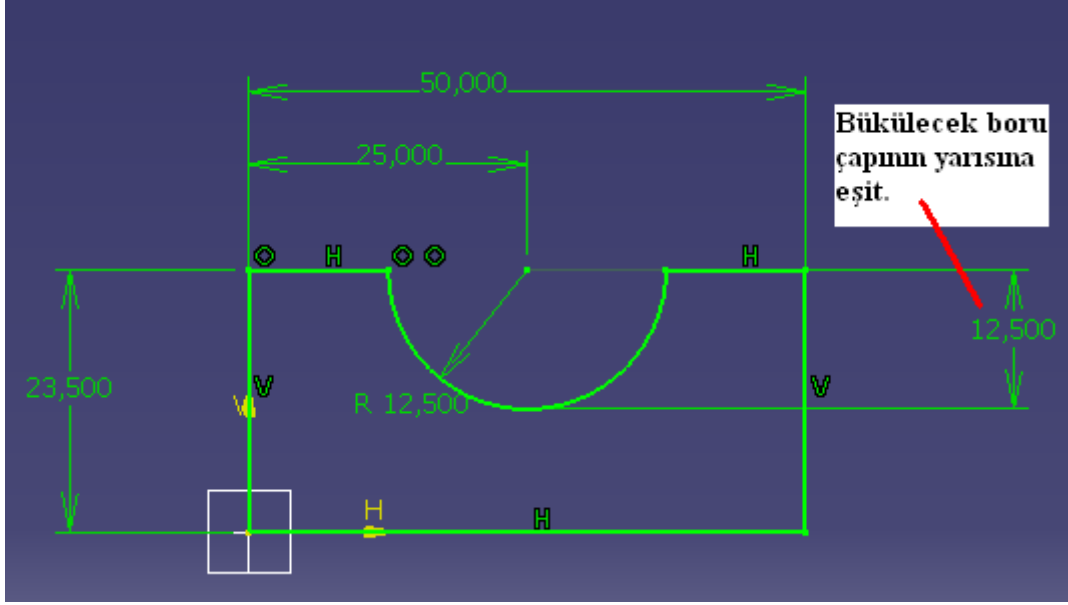 50,000
Bükülecek boru
çapının yarısına
eşit.
25,000
O H O O H
12,500
23,500
V
V
R 12,500
V
H
H